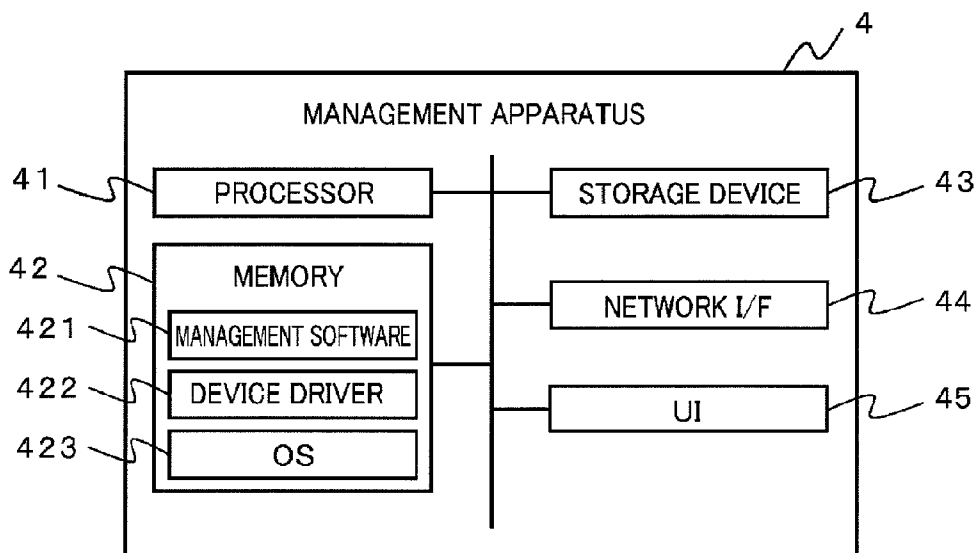 4
MANAGEMENT APPARATUS
41
PROCESSOR
STORAGE DEVICE
43
42
MEMORY
NETWORK I/F
44
421
MANAGEMENT SOFTWARE
422
DEVICE DRIVER
UI
45
423
OS